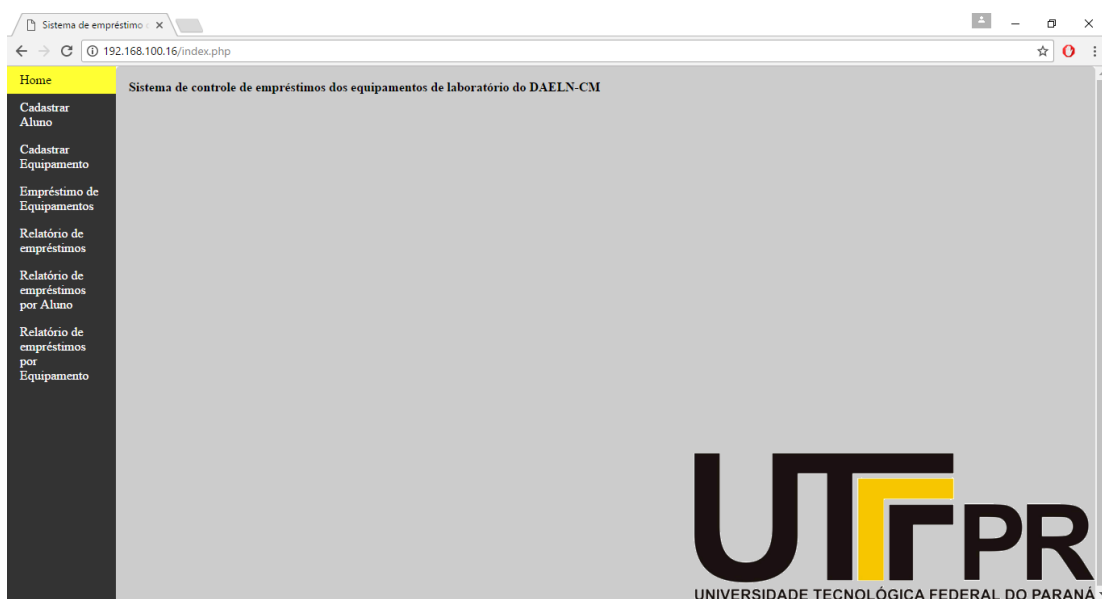 Sistema de empréstimo
192.168.100.16/index.php
Home
Cadastrar
Aluno
Cadastrar
Equipamento
Empréstimo de
Equipamentos
Relatório de
empréstimos
Relatório de
empréstimos
por Aluno
Relatório de
empréstimos
por
Equipamento
Sistema de controle de empréstimos dos equipamentos de laboratório do DAELN-CM
UTFPR
UNIVERSIDADE TECNOLÓGICA FEDERAL DO PARANÁ